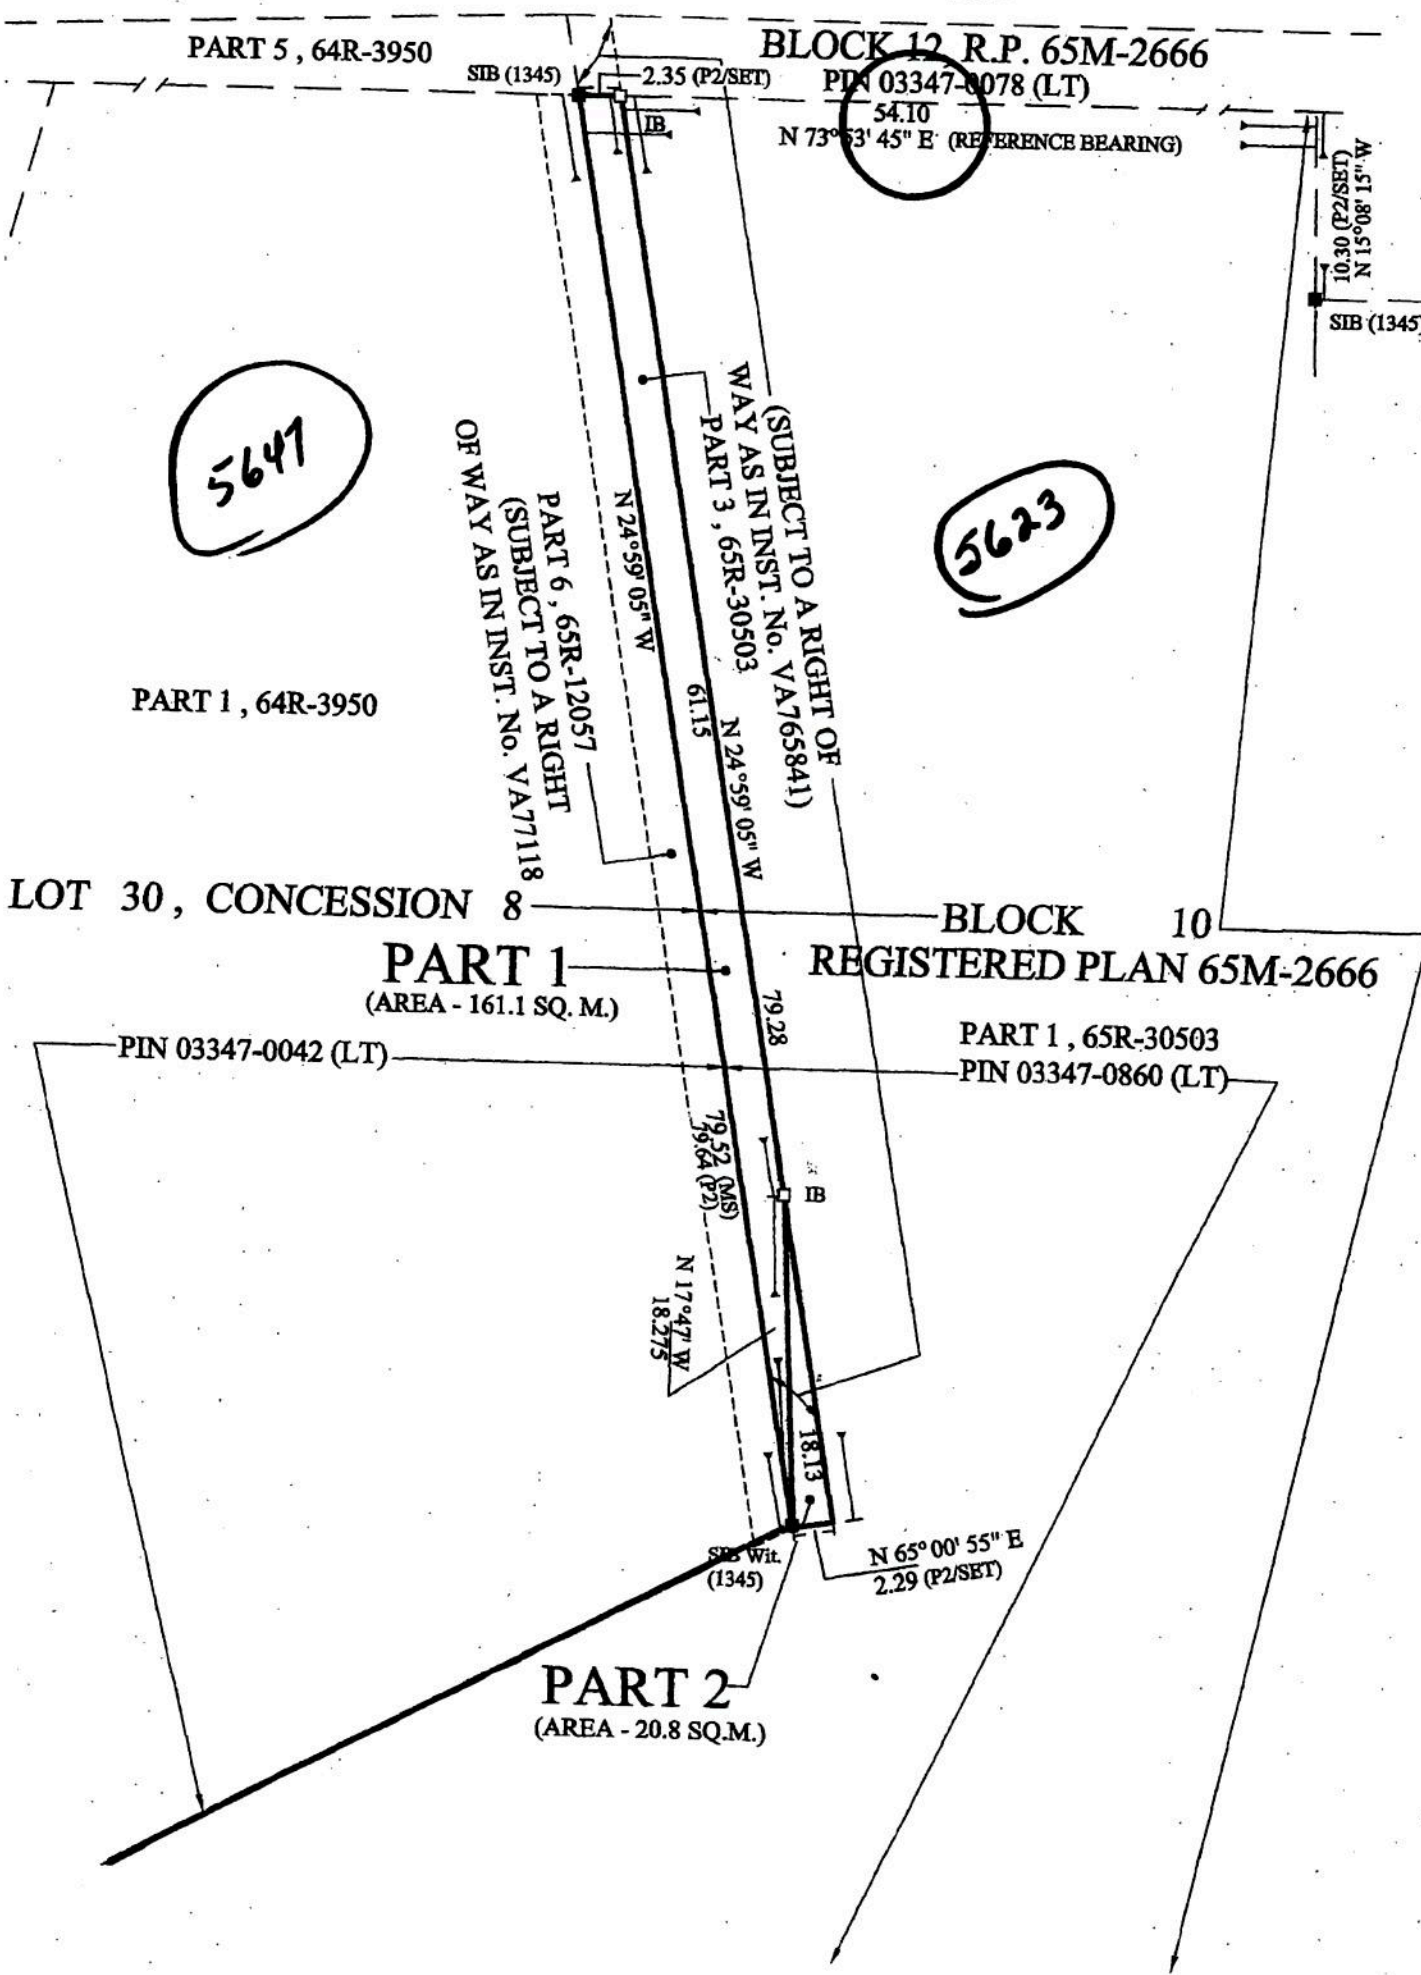 PART 5 , 64R-3950
BLOCK 12 R.P. 65M-2666
SIB (1345)
2.35 (P2/SET)
PIN 03347-0078 (LT)
IB
54.10
N 73°53' 45" E (REFERENCE BEARING)
10.30 (P2/SET)
N 15°08' 15" W
SIB (1345)
5647
5623
(SUBJECT TO A RIGHT OF
WAY AS IN INST. No. VA765841)
PART 3 , 65R-30503
N 24°59' 05" W
PART 6 , 65R-12057
(SUBJECT TO A RIGHT
OF WAY AS IN INST. No. VA77118
PART 1 , 64R-3950
61.15
N 24°59' 05" W
LOT 30 , CONCESSION 8
BLOCK 10
PART 1
REGISTERED PLAN 65M-2666
(AREA - 161.1 SQ. M.)
79.28
PIN 03347-0042 (LT)
PART 1 , 65R-30503
PIN 03347-0860 (LT)
79.52 (MS)
79.64 (P2)
IB
N 17°47' W
18.275
18.13
SIB Wit.
(1345)
N 65° 00' 55" E
2.29 (P2/SET)
PART 2
(AREA - 20.8 SQ.M.)